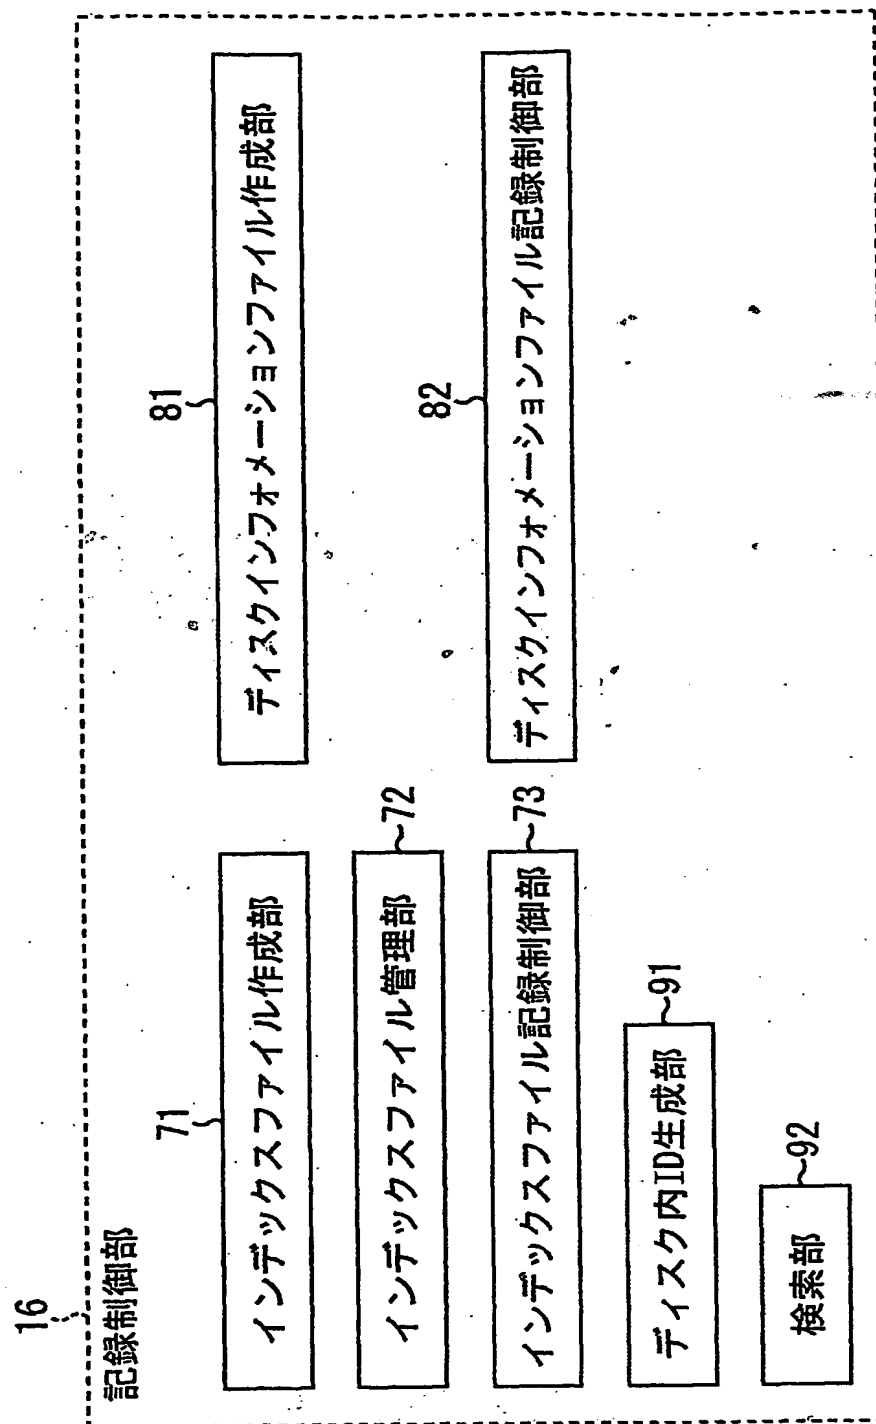 16
記録制御部
71
インデックスファイル作成部
インデックスファイル管理部
72
インデックスファイル記録制御部
73
ディスク内ID生成部
91
検索部
92
81
ディスクインフォメーションファイル作成部
82
ディスクインフォメーションファイル記録制御部